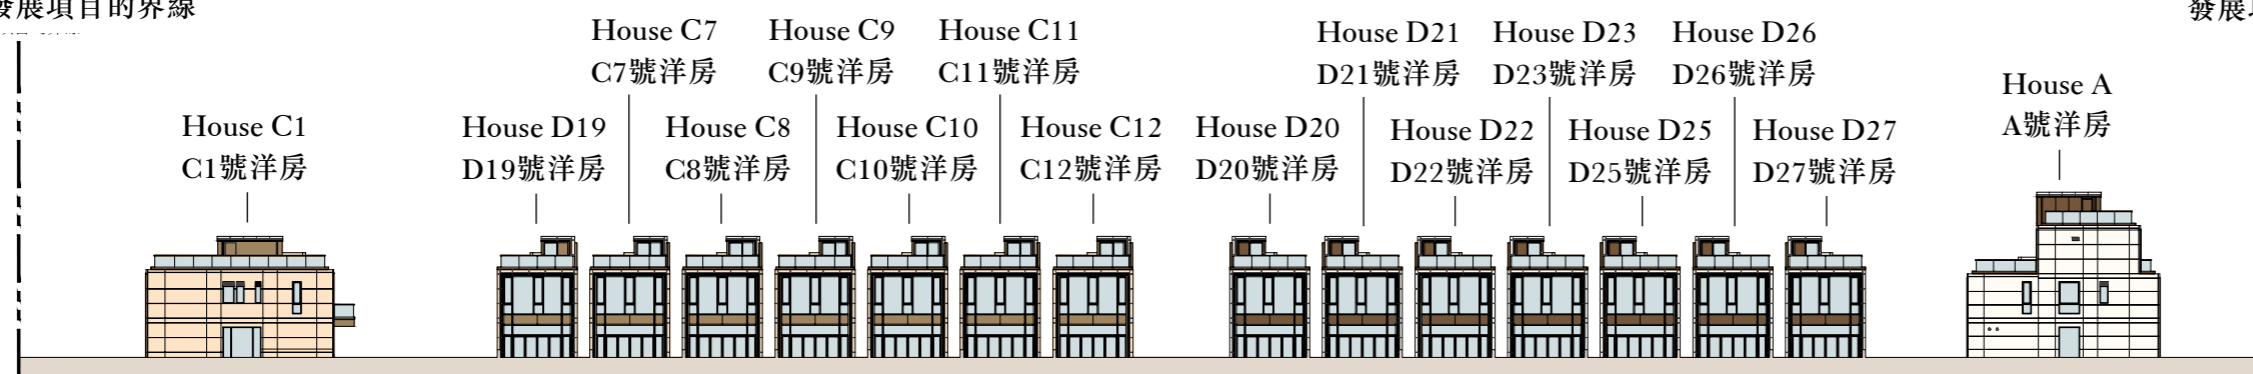 發展項目的界線
發展
House C7
C7號洋房
House C9
C9號洋房
House C11
C11號洋房
House D21
D21號洋房
House D23
D23號洋房
House D26
D26號洋房
House A
A號洋房
House C1
C1號洋房
House D19
D19號洋房
House C8
C8號洋房
House C10
C10號洋房
House C12
C12號洋房
House D20
D20號洋房
House D22
D22號洋房
House D25
D25號洋房
House D27
D27號洋房